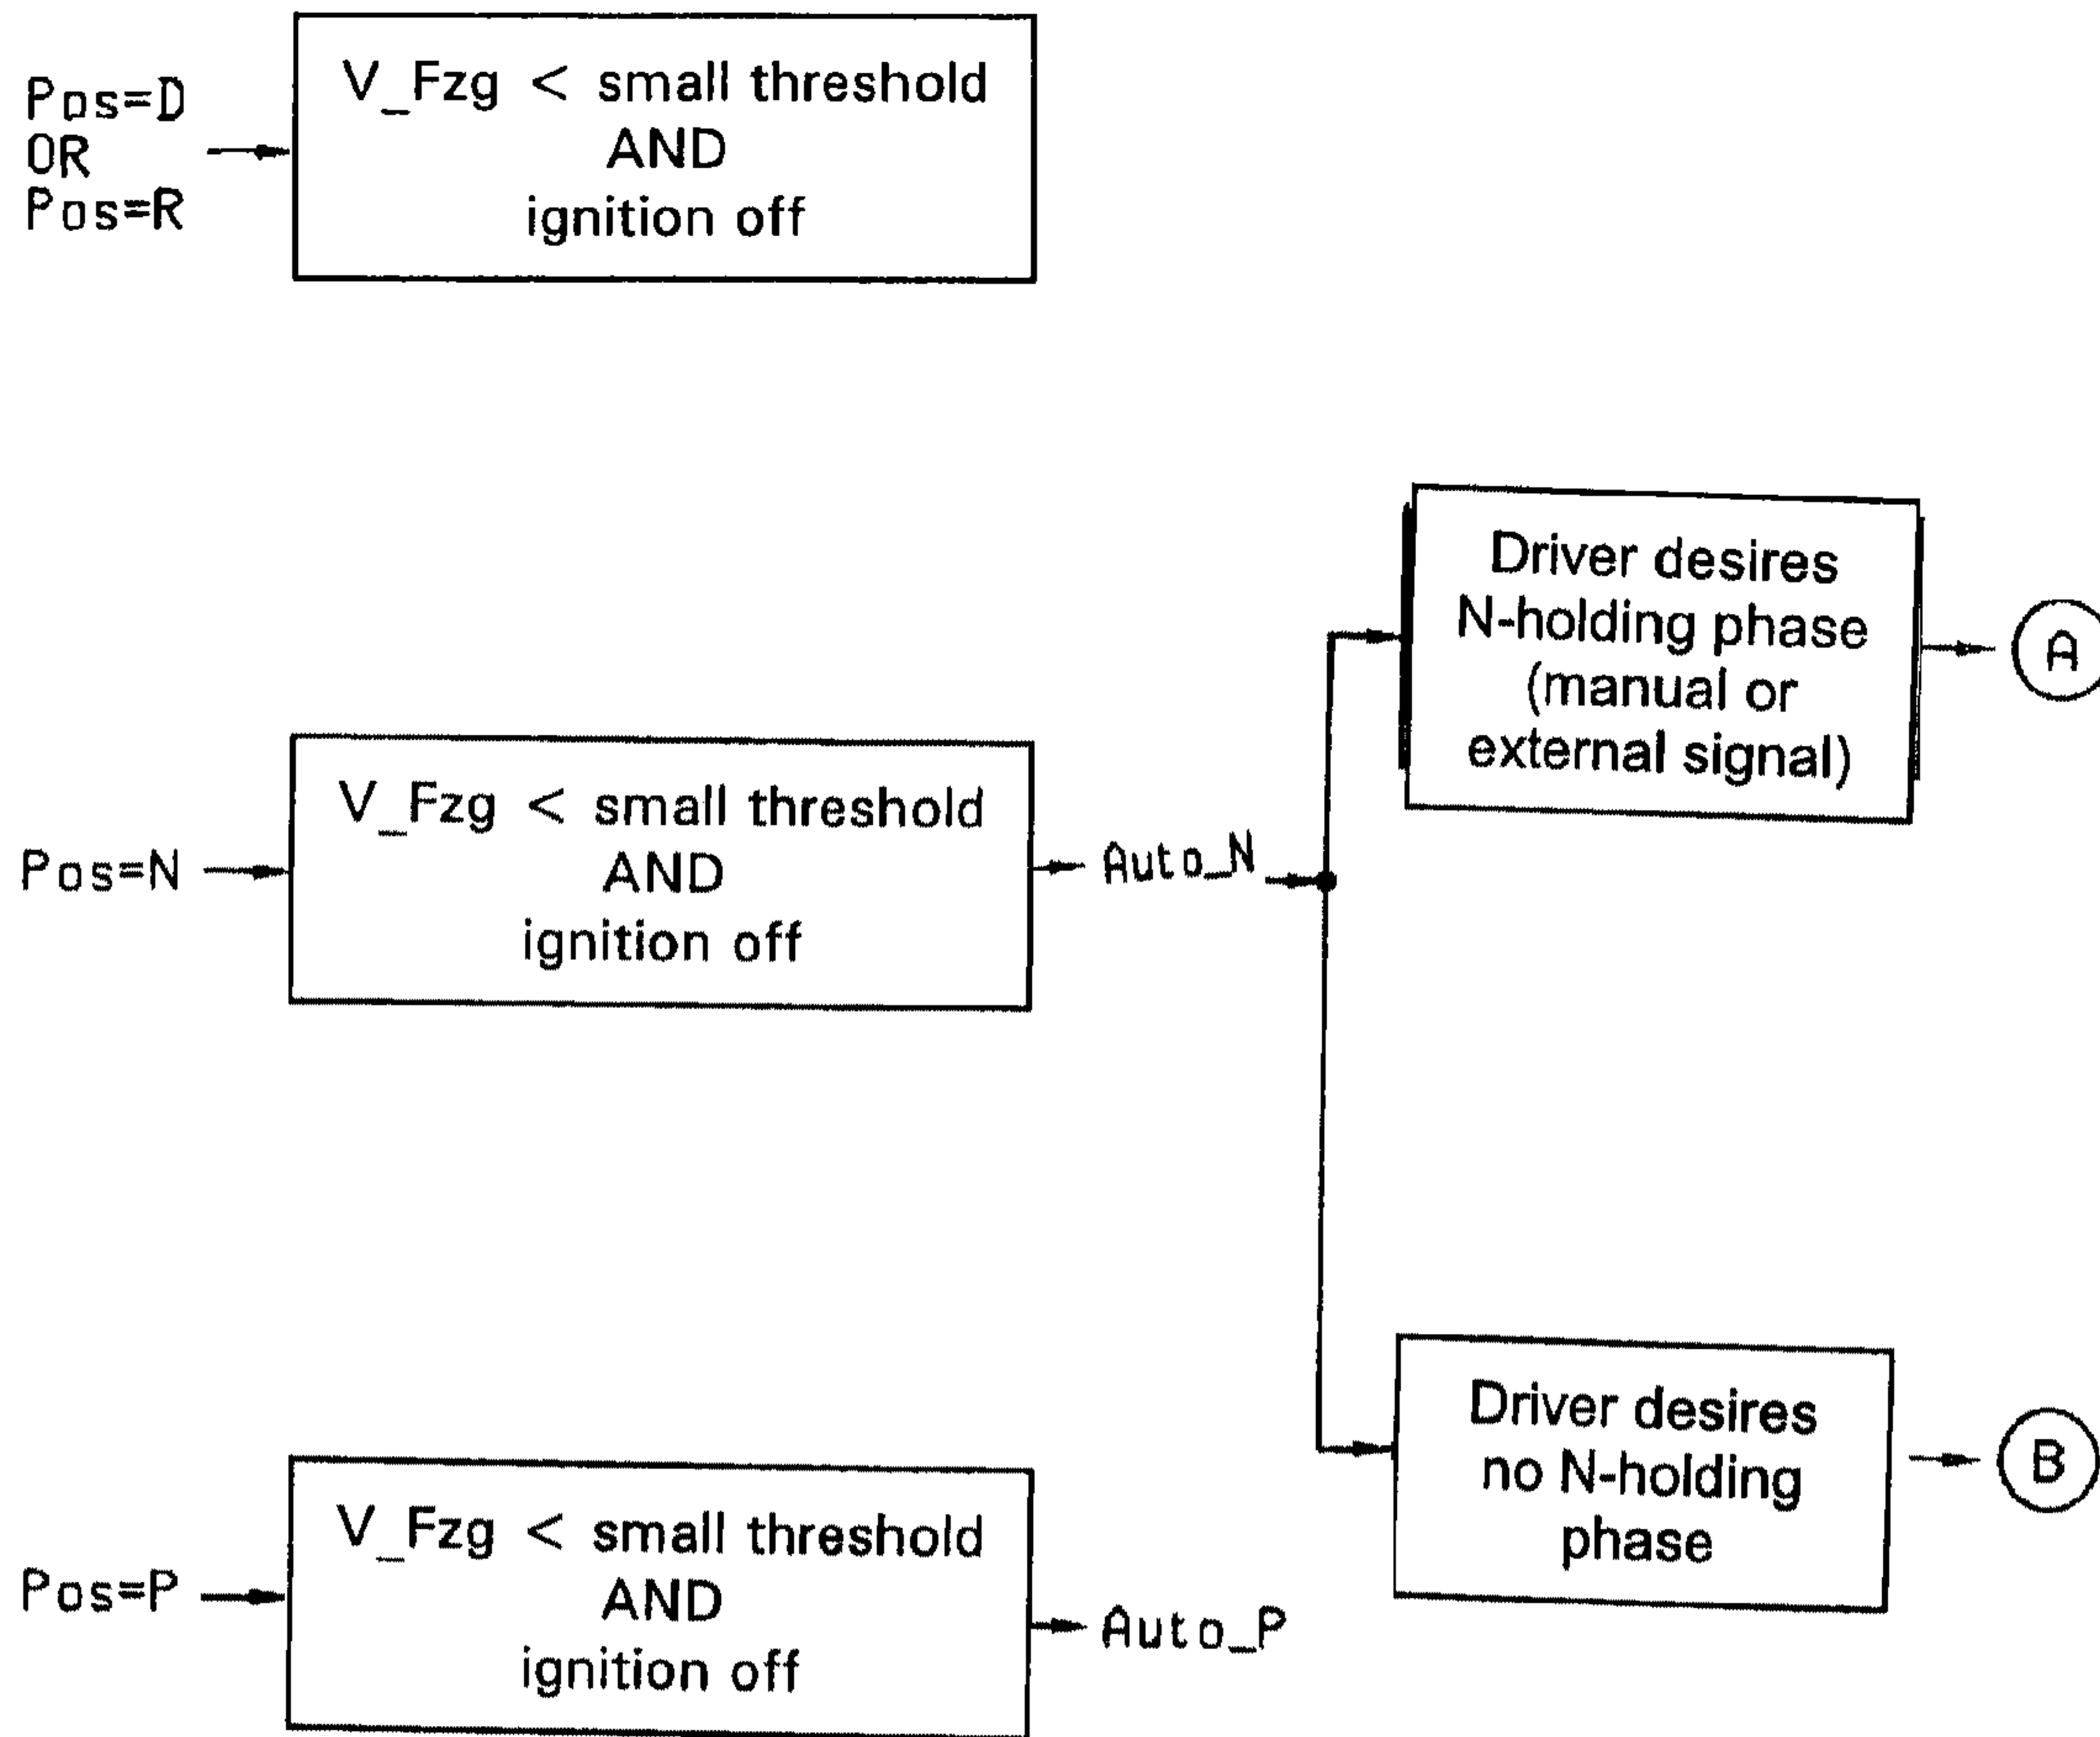 Pos=D
OR
Pos=R
V_Fzg < small threshold
AND
ignition off
Pos=N
V_Fzg < small threshold
AND
ignition off
Auto_N
Driver desires
N-holding phase
(manual or
external signal)
A
Driver desires
no N-holding
phase
B
Pos=P
V_Fzg < small threshold
AND
ignition off
Auto_P